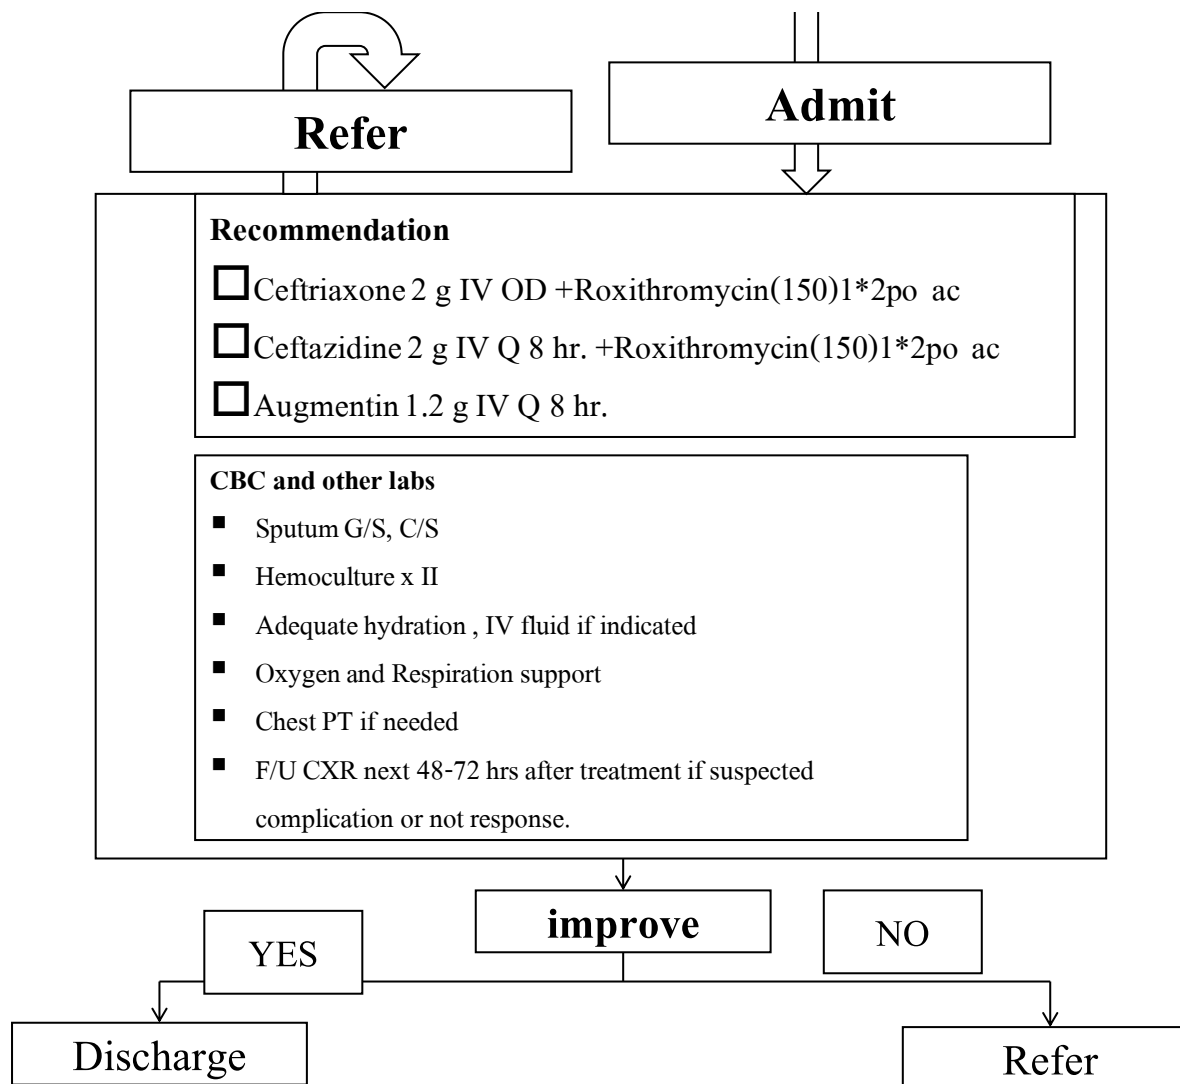 Refer
Admit
Recommendation
Ceftriaxone 2 g IV OD +Roxithromycin(150)1*2po ac
Ceftazidine 2 g IV Q 8 hr. +Roxithromycin(150)1*2po ac
Augmentin 1.2 g IV Q 8 hr.
CBC and other labs
Sputum G/S, C/S
Hemoculture x II
Adequate hydration , IV fluid if indicated
Oxygen and Respiration support
Chest PT if needed
F/U CXR next 48-72 hrs after treatment if suspected
complication or not response.
improve
YES
NO
Discharge
Refer